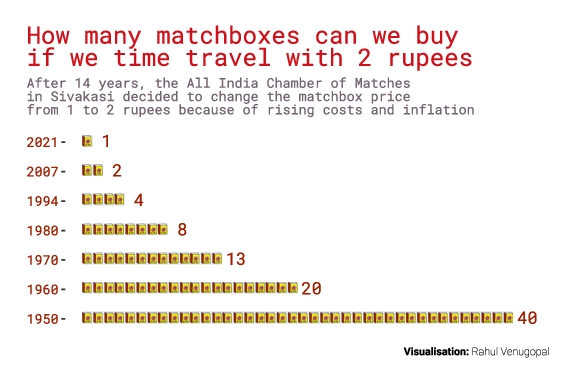 How many matchboxes can we buy
if we time travel with 2 rupees
After 14 years, the All India Chamber of Matches
in Sivakasi decided to change the matchbox price
from 1 to 2 rupees because of rising costs and inflation
2021- 1
2007- 2
1994- 4
1980- 8
1970- 13
1960- 20
1950- 40
Visualisation: Rahul Venugopal